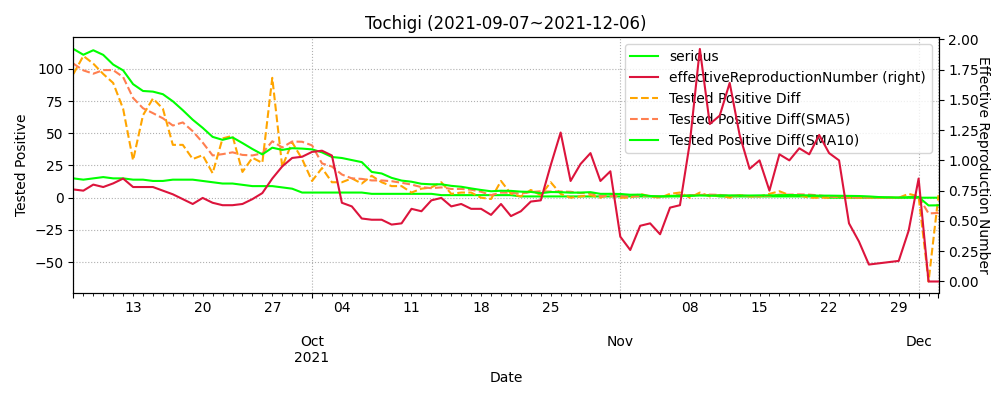 Tochigi (2021-09-07~2021-12-06)
serious
effectiveReproductionNumber (right)
Tested Positive Diff
Tested Positive Diff(SMA5)
Tested Positive Diff(SMA10)
Tested Positive
100
75
50
25
0
−25
−50
2.00
1.75
1.50
1.25
1.00
0.75
0.50
0.25
0.00
Effective Reproduction Number
13 20 27 04 11 18 25 08 15 22 29
Oct Nov Dec
2021
Date